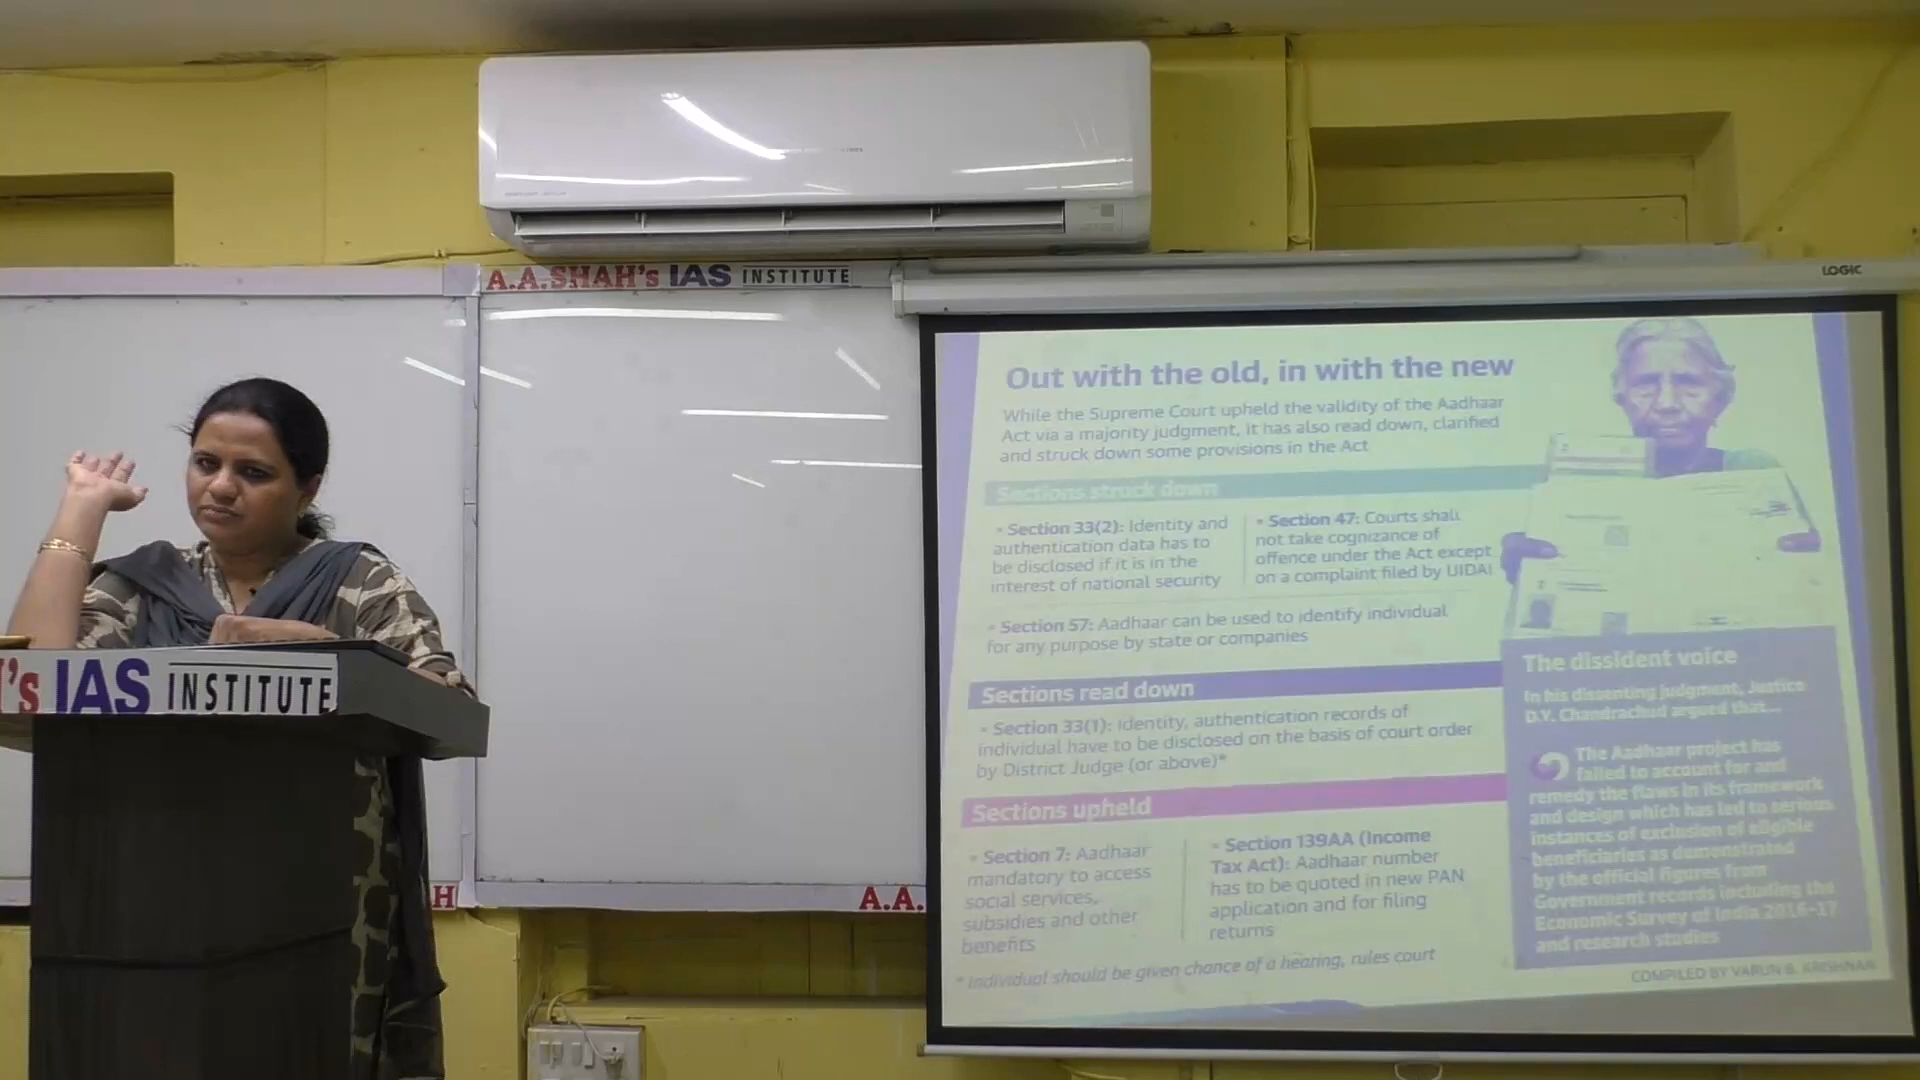 A.A.SHAH'S IAS INSTITUTE
LOGIC
Out with the old, in with the new
While the Supreme Court upheld the validity of the Aadhaar
Act via a majority judgment, it has also read down, clarified
and struck down some provisions in the Act
Sections struck down
Section 33(2): Identity and
authentication data has to
be disclosed if it is in the
interest of national security
Section 47: Courts shall
not take cognizance of
offence under the Act except
on a complaint filed by UIDAI
Section 57: Aadhaar can be used to identify individual
for any purpose by state or companies
Sections read down
Section 33(1): Identity, authentication records of
individual have to be disclosed on the basis of court order
by District Judge (or above)*
Sections upheld
Section 7: Aadhaar
mandatory to access
social services,
subsidies and other
benefits
Section 139AA (Income
Tax Act): Aadhaar number
has to be quoted in new PAN
application and for filing
returns
* Individual should be given chance of a hearing, rules court
The dissident voice
In his dissenting judgment, Justice
D.Y. Chandrachud argued that...
The Aadhaar project has
failed to account for and
remedy the flaws in its framework
and design which has led to serious
instances of exclusion of eligible
beneficiaries as demonstrated
by the official figures from
Government records including the
Economic Survey of India 2016-17
and research studies
COMPILED BY VARUN B. KRISHNAN
'S IAS INSTITUTE
H
A.A.